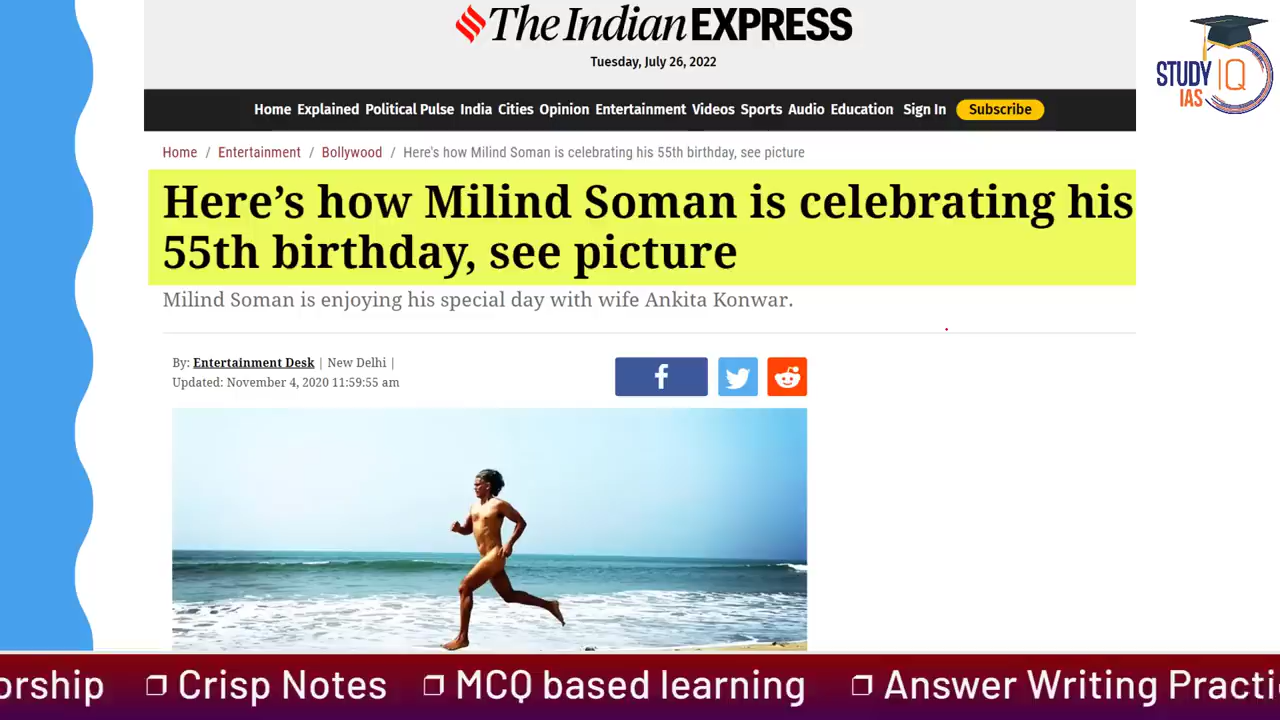 The Indian EXPRESS
Tuesday, July 26, 2022
STUDY IQ
IAS
Home Explained Political Pulse India Cities Opinion Entertainment Videos Sports Audio Education Sign In Subscribe
Home / Entertainment / Bollywood / Here's how Milind Soman is celebrating his 55th birthday, see picture
Here’s how Milind Soman is celebrating his
55th birthday, see picture
Milind Soman is enjoying his special day with wife Ankita Konwar.
By: Entertainment Desk | New Delhi |
Updated: November 4, 2020 11:59:55 am
orship ❐ Crisp Notes ❐ MCQ based learning ❐ Answer Writing Practi